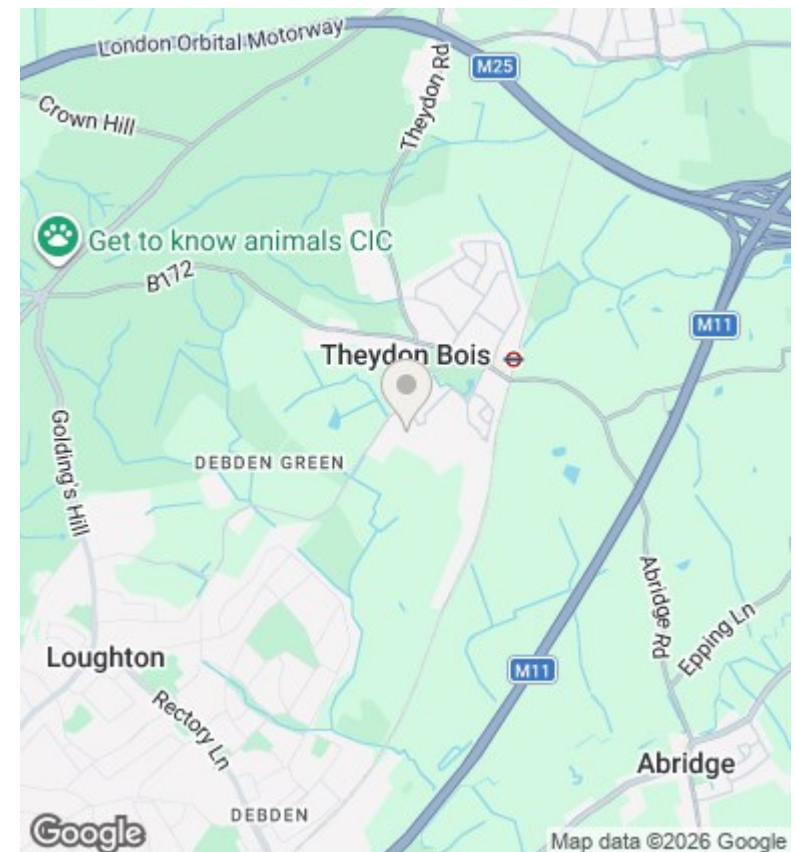 London Orbital Motorway
M25
Theydon Rd
Crown Hill
Get to know animals CIC
B172
M11
Theydon Bois
Golding's Hill
DEBDEN GREEN
Abridge Rd
Epping Ln
Loughton
M11
Rectory Ln
Abridge
DEBDEN
Google
Map data ©2026 Google